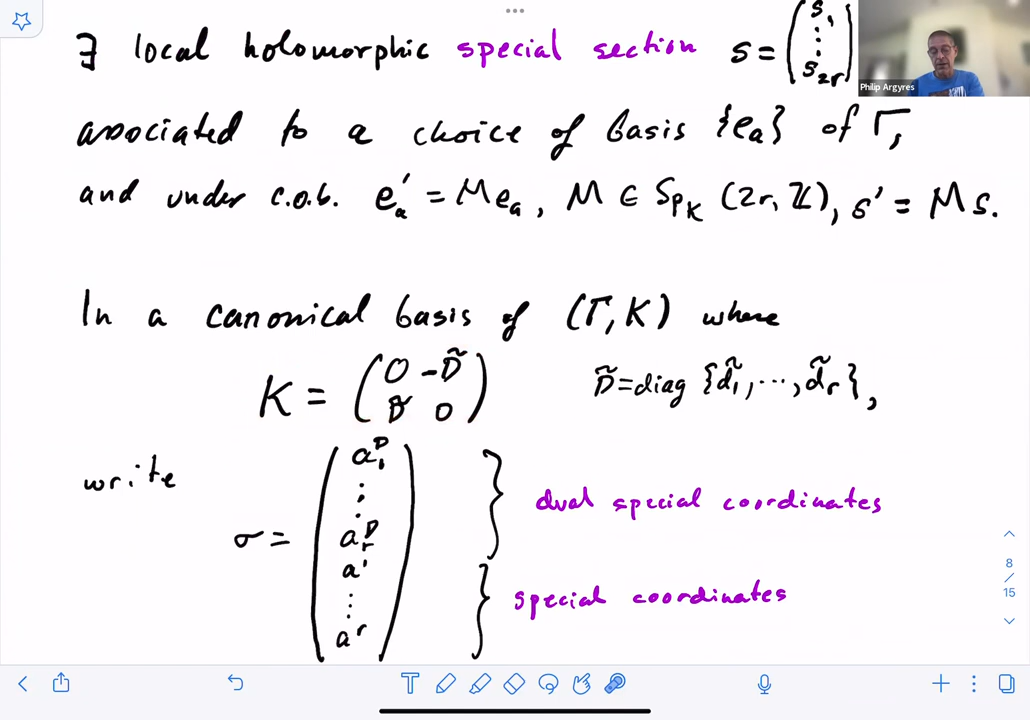 ∃ local holomorphic special section s = (s₁ ⋮ s₂ᵣ)
Philip Argyres
associated to a choice of basis {eₐ} of Γ,
and under c.o.b. eₐ' = Meₐ, M ∈ Sp_K (2r, ℤ), s' = Ms.
In a canonical basis of (Γ, K) where
K = (0 -D̃ D̃ 0) D̃ = diag {d̃₁, ..., d̃ᵣ},
write
σ = (a₁ᴰ ⋮ aᵣᴰ a¹ ⋮ aʳ)
} dual special coordinates
} special coordinates
8
/
15
T